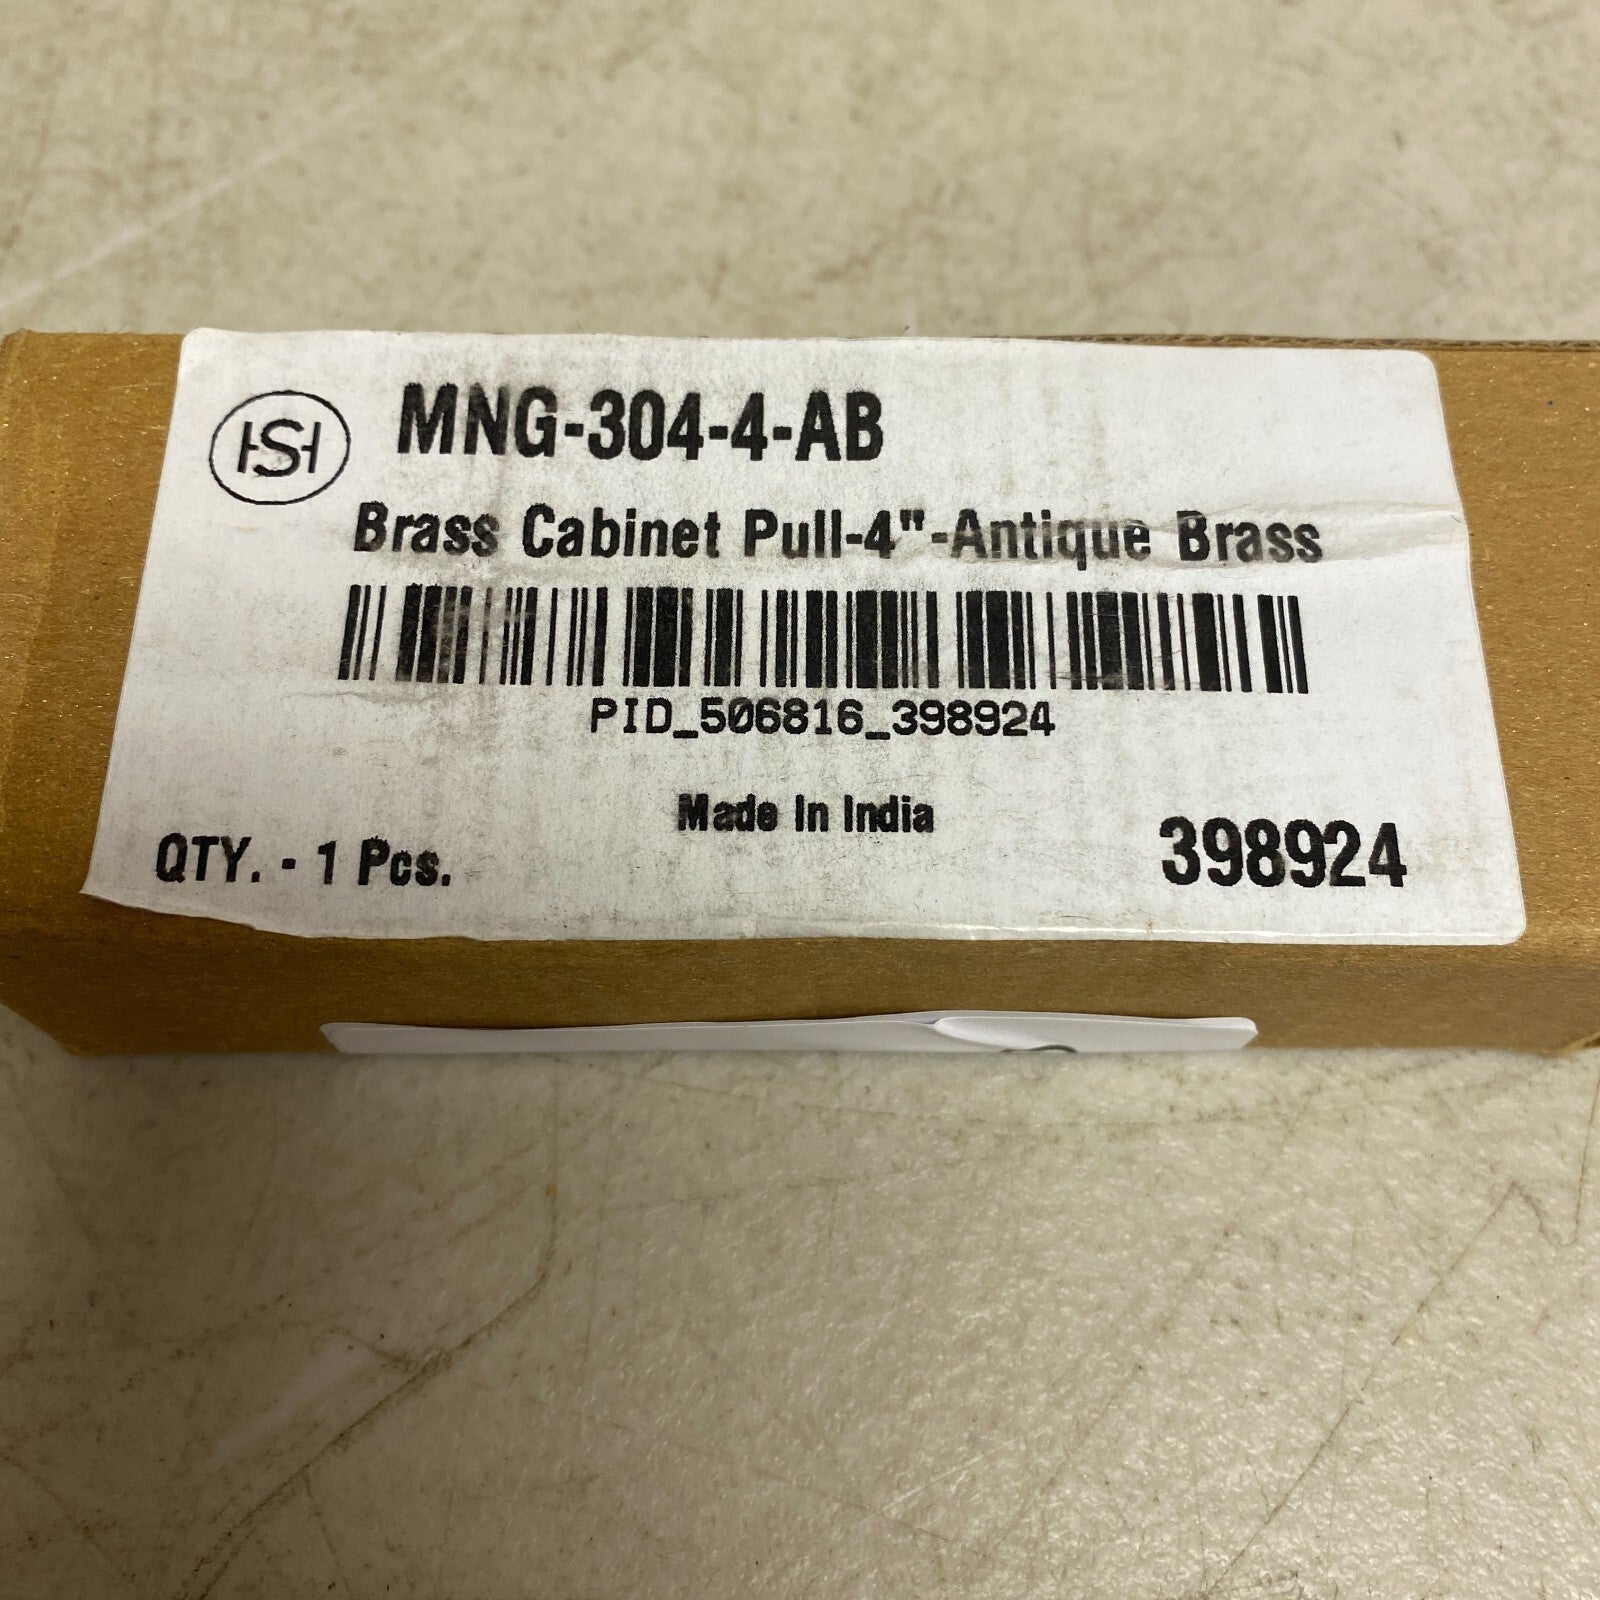 HSH
MNG-304-4-AB
Brass Cabinet Pull-4"-Antique Brass
PID_506816_398924
Made In India
QTY. - 1 Pcs.
398924